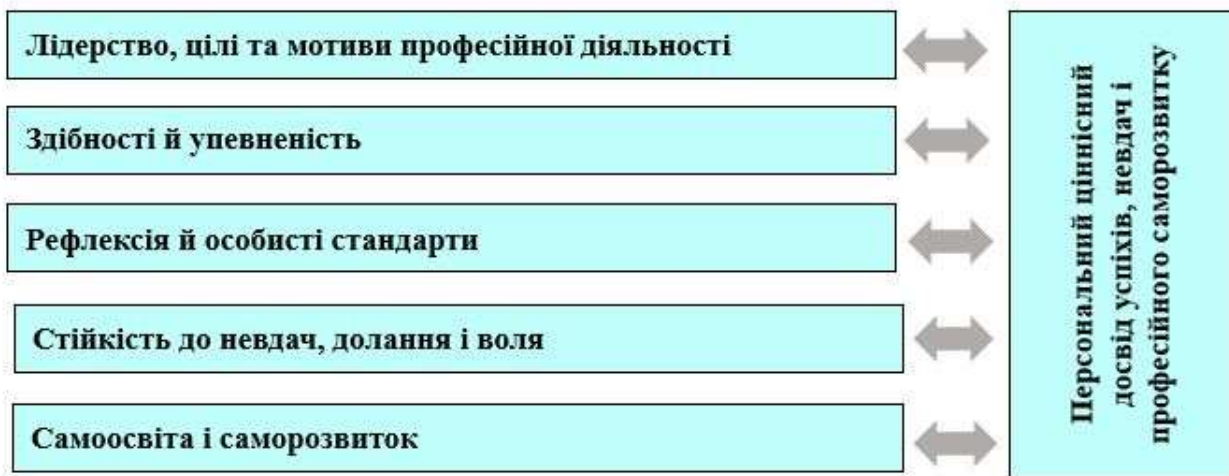 Лідерство, цілі та мотиви професійної діяльності
Здібності й упевненість
Рефлексія й особисті стандарти
Стійкість до невдач, долання і воля
Самоосвіта і саморозвиток
Персональний ціннісний
досвід успіхів, невдач і
професійного саморозвитку